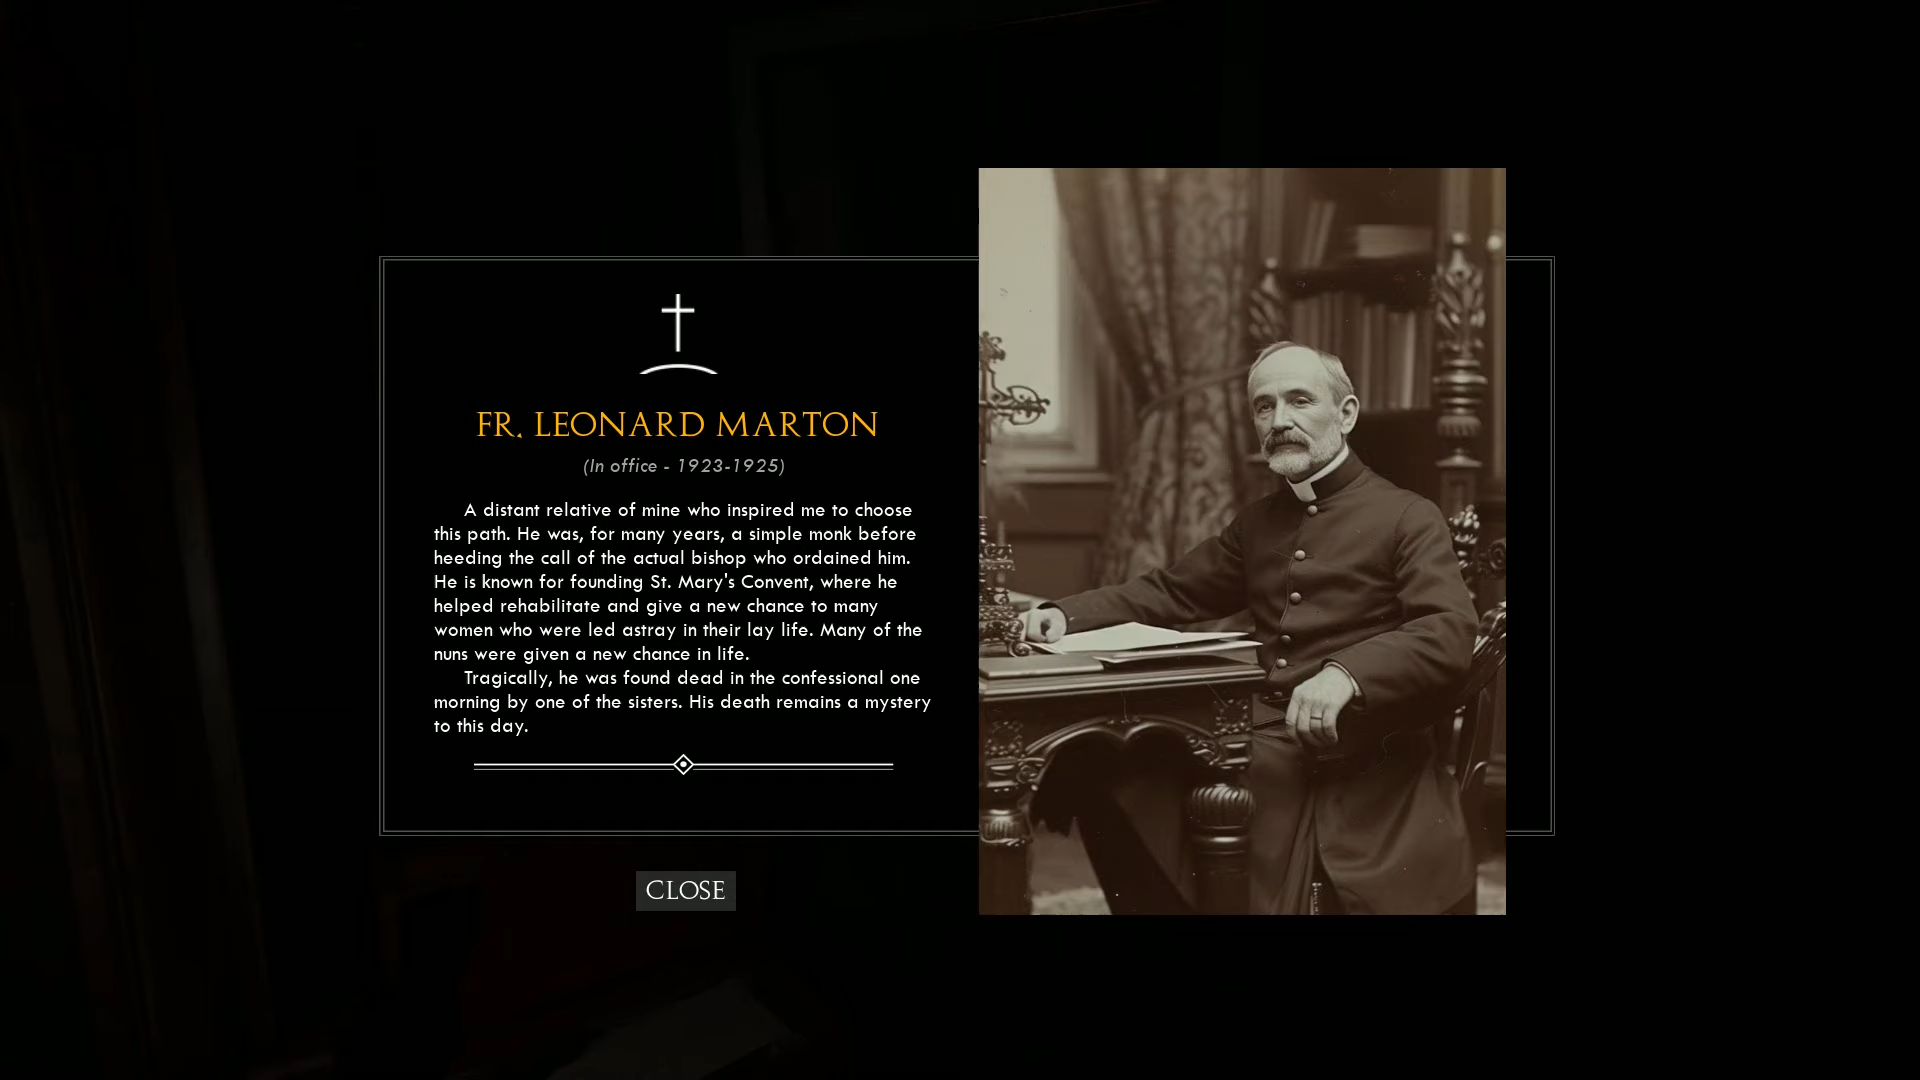 FR. LEONARD MARTON
(In office - 1923-1925)
A distant relative of mine who inspired me to choose
this path. He was, for many years, a simple monk before
heeding the call of the actual bishop who ordained him.
He is known for founding St. Mary's Convent, where he
helped rehabilitate and give a new chance to many
women who were led astray in their lay life. Many of the
nuns were given a new chance in life.
Tragically, he was found dead in the confessional one
morning by one of the sisters. His death remains a mystery
to this day.
CLOSE